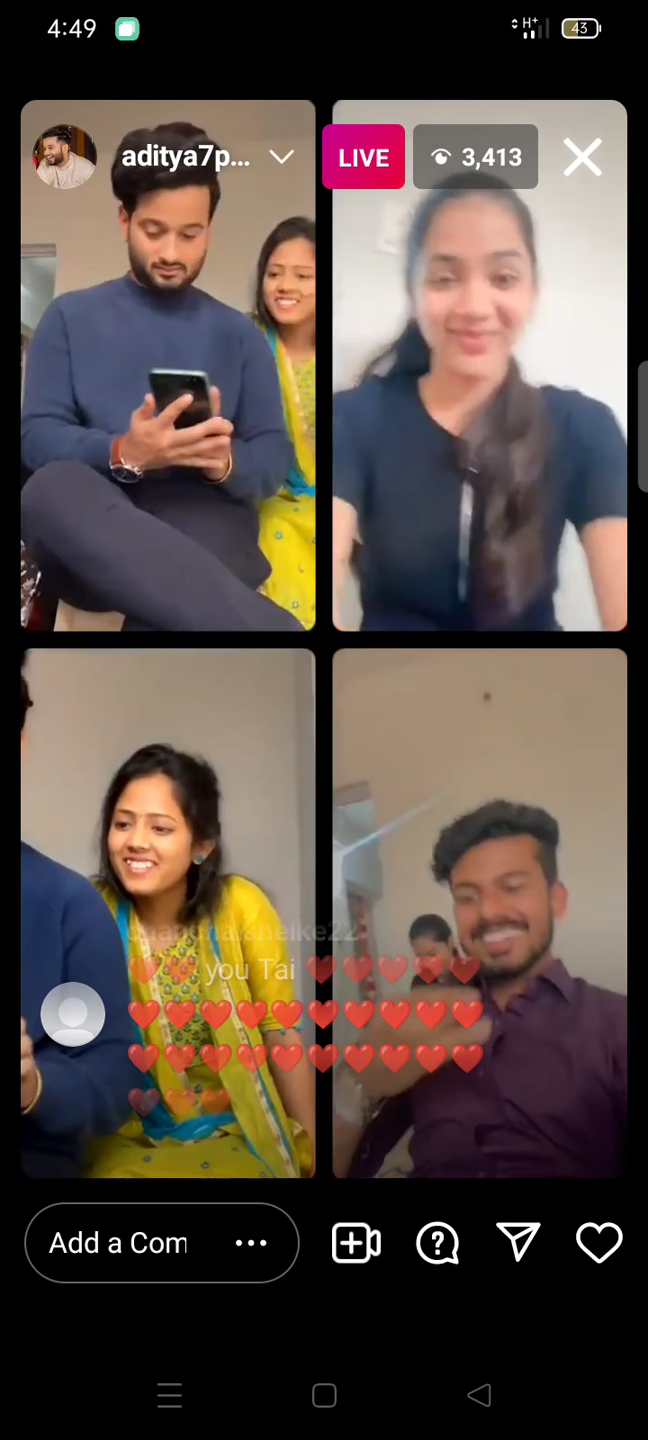 4:49
H+
43
aditya7p...
LIVE
3,413
you Tai ❤️❤️❤️❤️❤️
❤️❤️❤️❤️❤️❤️❤️❤️❤️❤️
❤️❤️❤️❤️❤️❤️❤️❤️❤️❤️
❤️❤️❤️
Add a Com